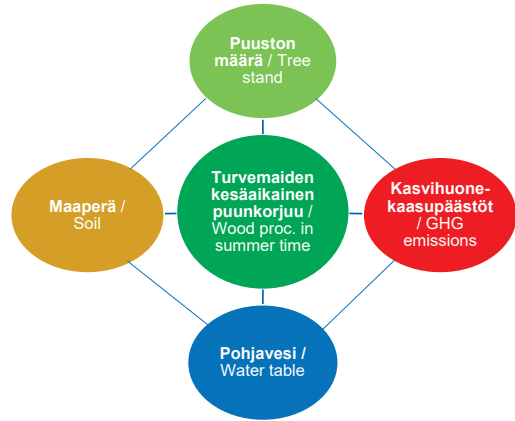 Puuston
määrä / Tree
stand
Maaperä /
Soil
Turvemaiden
kesäaikainen
puunkorjuu /
Wood proc. in
summer time
Kasvihuone-
kaasupäästöt
/ GHG
emissions
Pohjavesi /
Water table